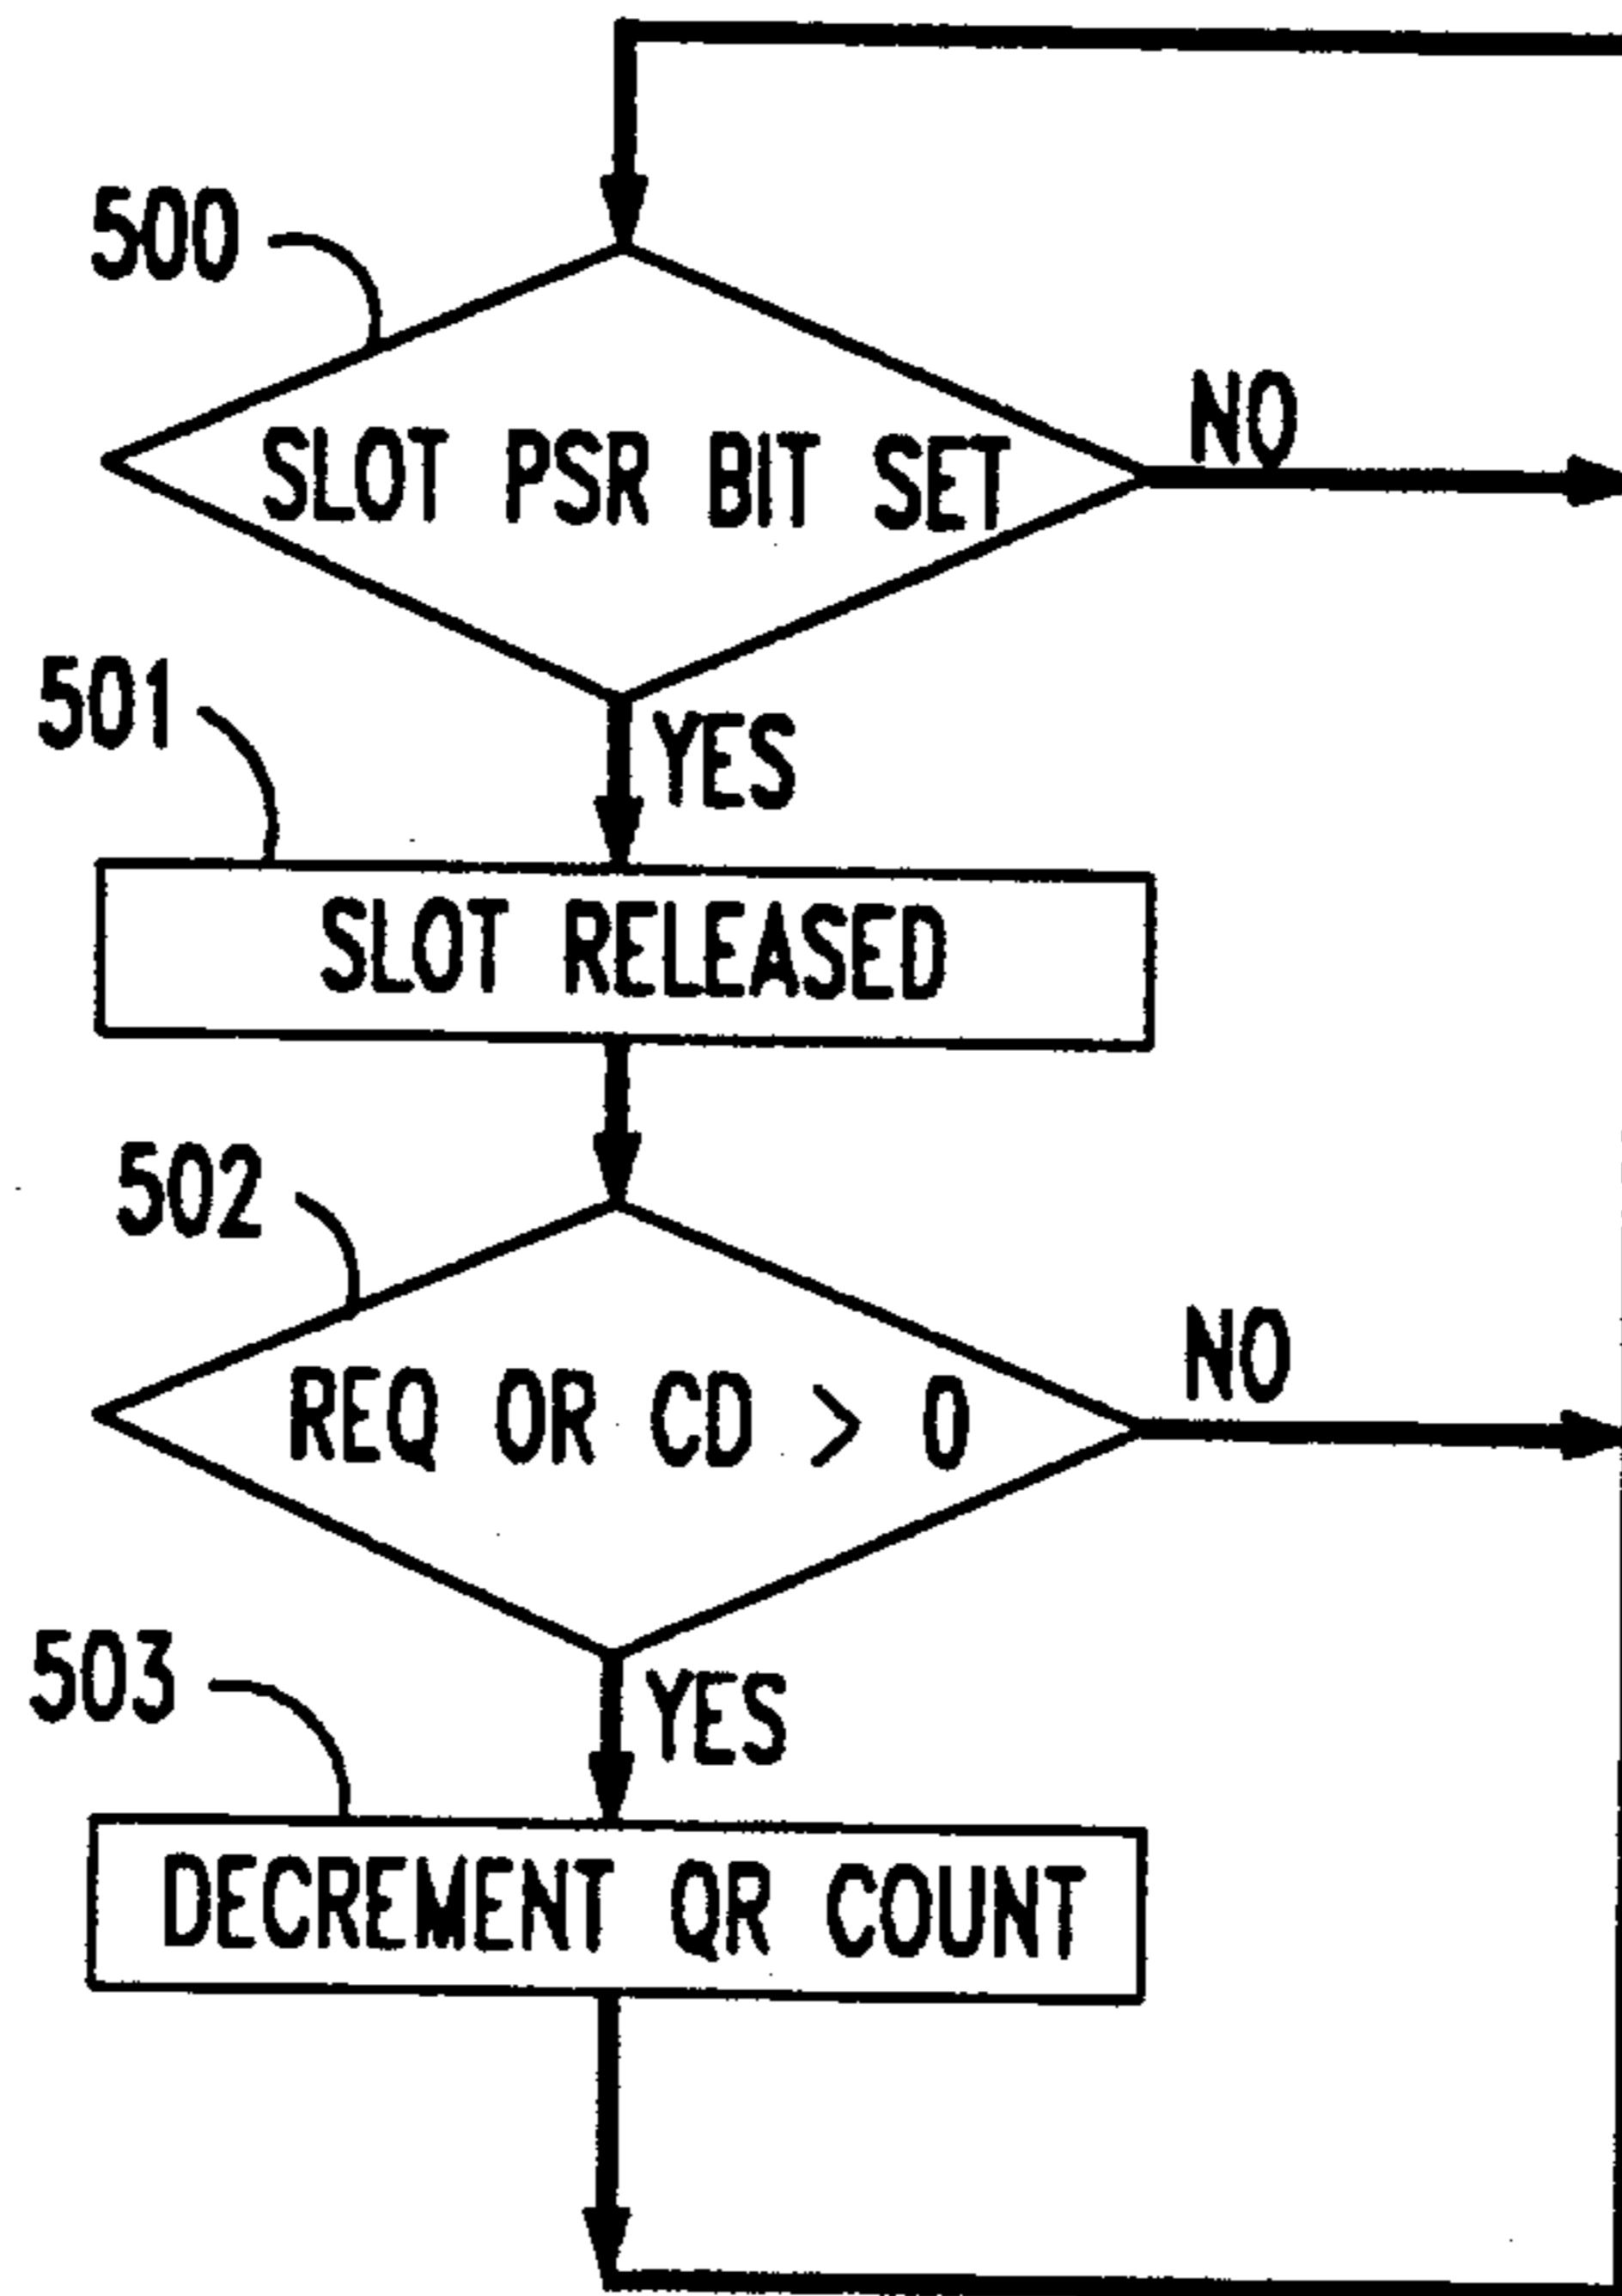 500
SLOT PSR BIT SET
NO
501
YES
SLOT RELEASED
502
REQ OR CD > 0
NO
503
YES
DECREMENT QR COUNT